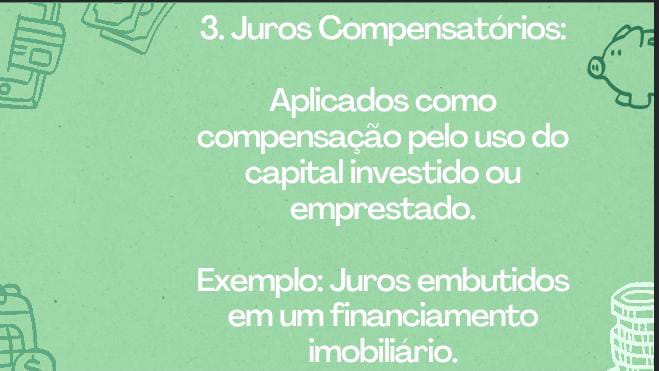 3. Juros Compensatórios:
Aplicados como
compensação pelo uso do
capital investido ou
emprestado.
Exemplo: Juros embutidos
em um financiamento
imobiliário.